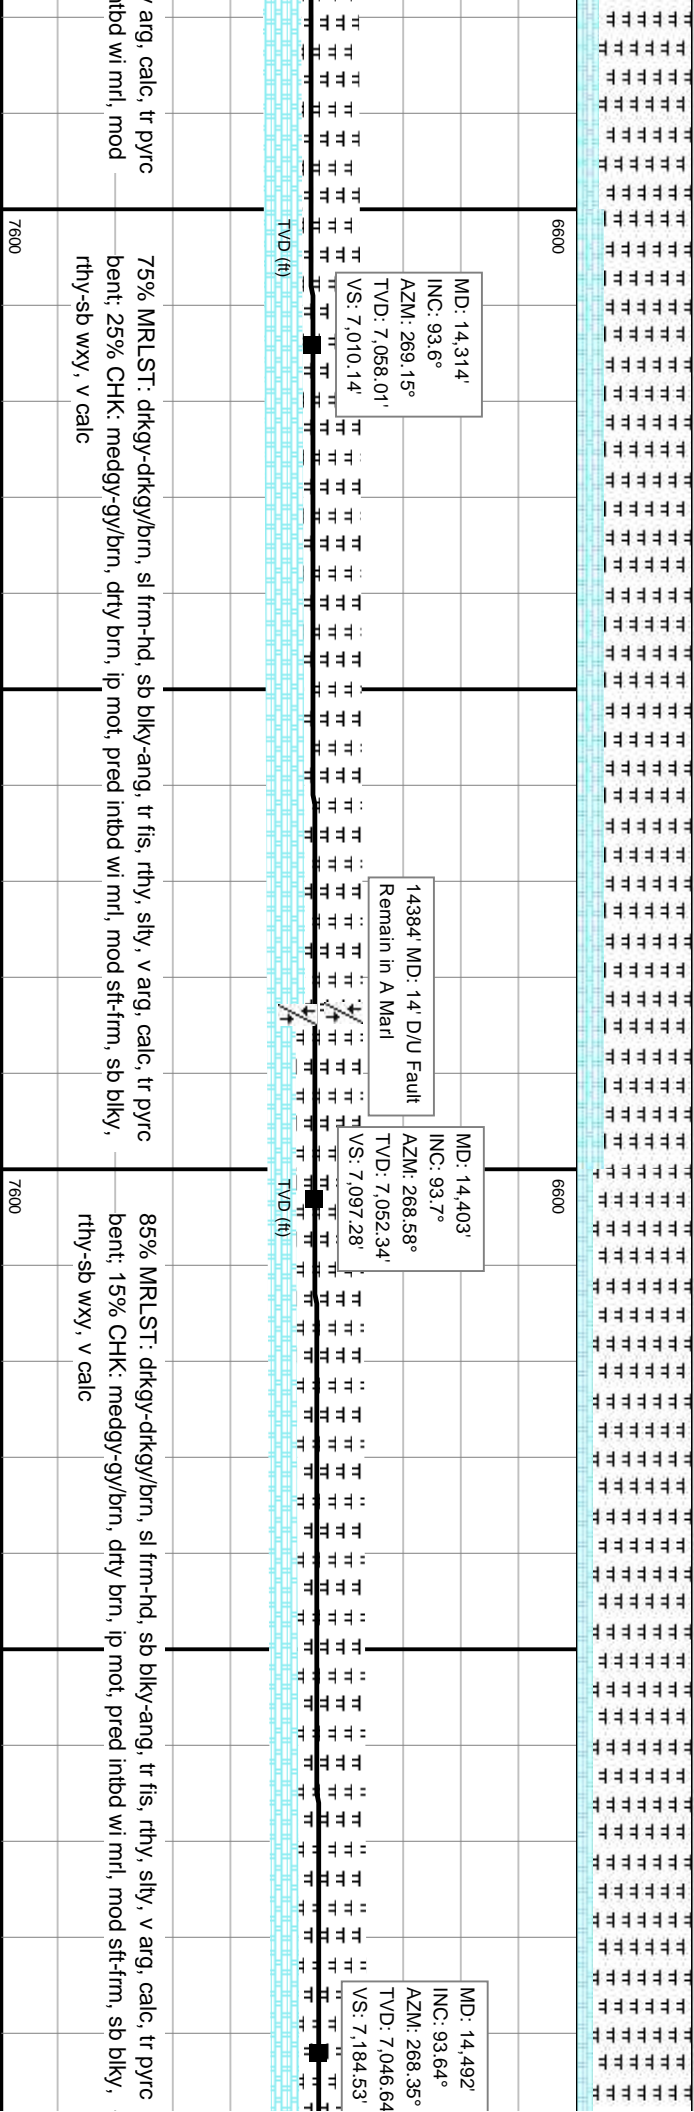 v arg, calc, tr pyrc
ntbd wi mrl, mod
6600
TVD (ft)
7600
MD: 14,314'
INC: 93.6°
AZM: 269.15°
TVD: 7,058.01'
VS: 7,010.14'
75% MRLST: drkgy-drkgy/brn, sl frm-hd, sb blky-ang, tr fis, rthy, slty, v arg, calc, tr pyrc
bent; 25% CHK: medgy-gy/brn, drty brn, ip mot, pred intbd wi mrl, mod sft-frm, sb blky,
rthy-sb wxy, v calc
14384' MD: 14' D/U Fault
Remain in A Marl
MD: 14,403'
INC: 93.7°
AZM: 268.58°
TVD: 7,052.34'
VS: 7,097.28'
6600
TVD (ft)
7600
85% MRLST: drkgy-drkgy/brn, sl frm-hd, sb blky-ang, tr fis, rthy, slty, v arg, calc, tr pyrc
bent; 15% CHK: medgy-gy/brn, drty brn, ip mot, pred intbd wi mrl, mod sft-frm, sb blky,
rthy-sb wxy, v calc
MD: 14,492'
INC: 93.64°
AZM: 268.35°
TVD: 7,046.64
VS: 7,184.53'